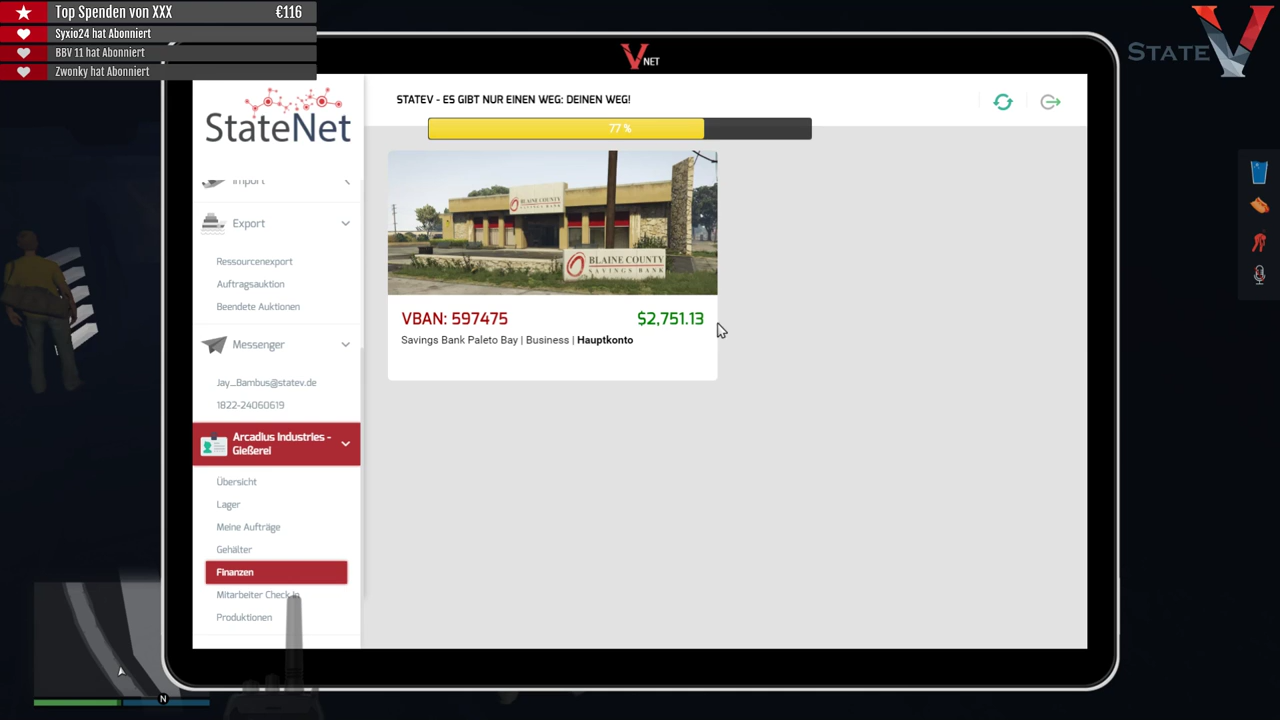 Top Spenden von XXX €116
Syxio24 hat Abonniert
BBV 11 hat Abonniert
Zwonky hat Abonniert
V NET
STATE V
StateNet
STATEV - ES GIBT NUR EINEN WEG: DEINEN WEG!
77 %
Import
Export
Ressourcenexport
Auftragsauktion
Beendete Auktionen
Messenger
Jay_Bambus@statev.de
1822-24060619
Arcadius Industries -
Gießerei
Übersicht
Lager
Meine Aufträge
Gehälter
Finanzen
Mitarbeiter Check In
Produktionen
BLAINE COUNTY
SAVINGS BANK
BLAINE COUNTY
SAVINGS BANK
VBAN: 597475 $2,751.13
Savings Bank Paleto Bay | Business | Hauptkonto
N